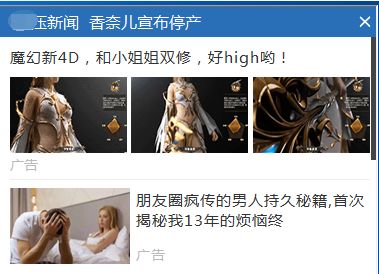 压新闻 香奈儿宣布停产
魔幻新4D，和小姐姐双修，好high哟！
广告
朋友圈疯传的男人持久秘籍,首次
揭秘我13年的烦恼终
广告